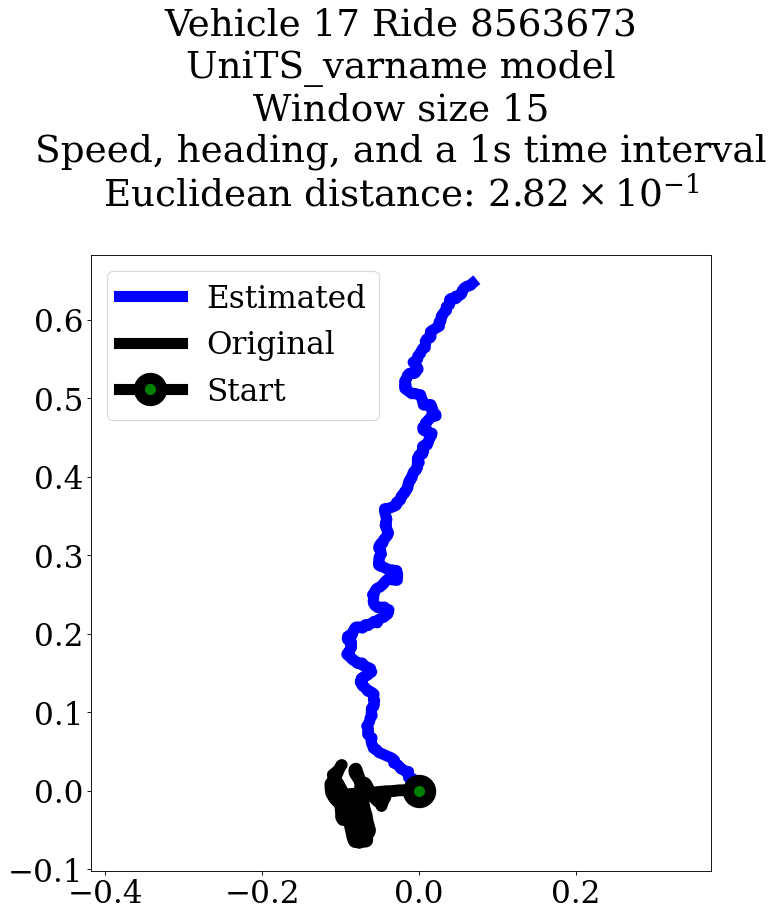 Vehicle 17 Ride 8563673
UniTS_varname model
Window size 15
Speed, heading, and a 1s time interval
Euclidean distance: 2.82 × 10⁻¹
Estimated
Original
Start
0.6
0.5
0.4
0.3
0.2
0.1
0.0
−0.1
−0.4 −0.2 0.0 0.2